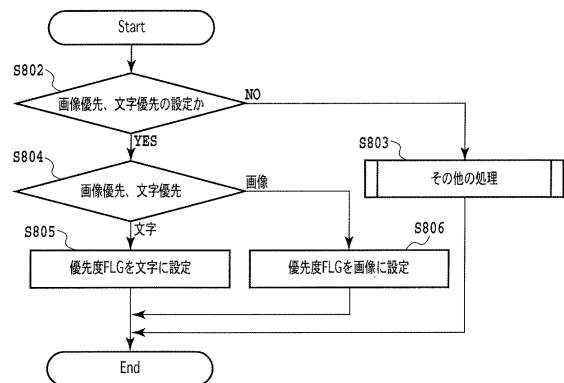 Start
S802
画像優先、文字優先の設定か
NO
YES
S803
その他の処理
S804
画像優先、文字優先
画像
文字
S805
優先度FLGを文字に設定
S806
優先度FLGを画像に設定
End